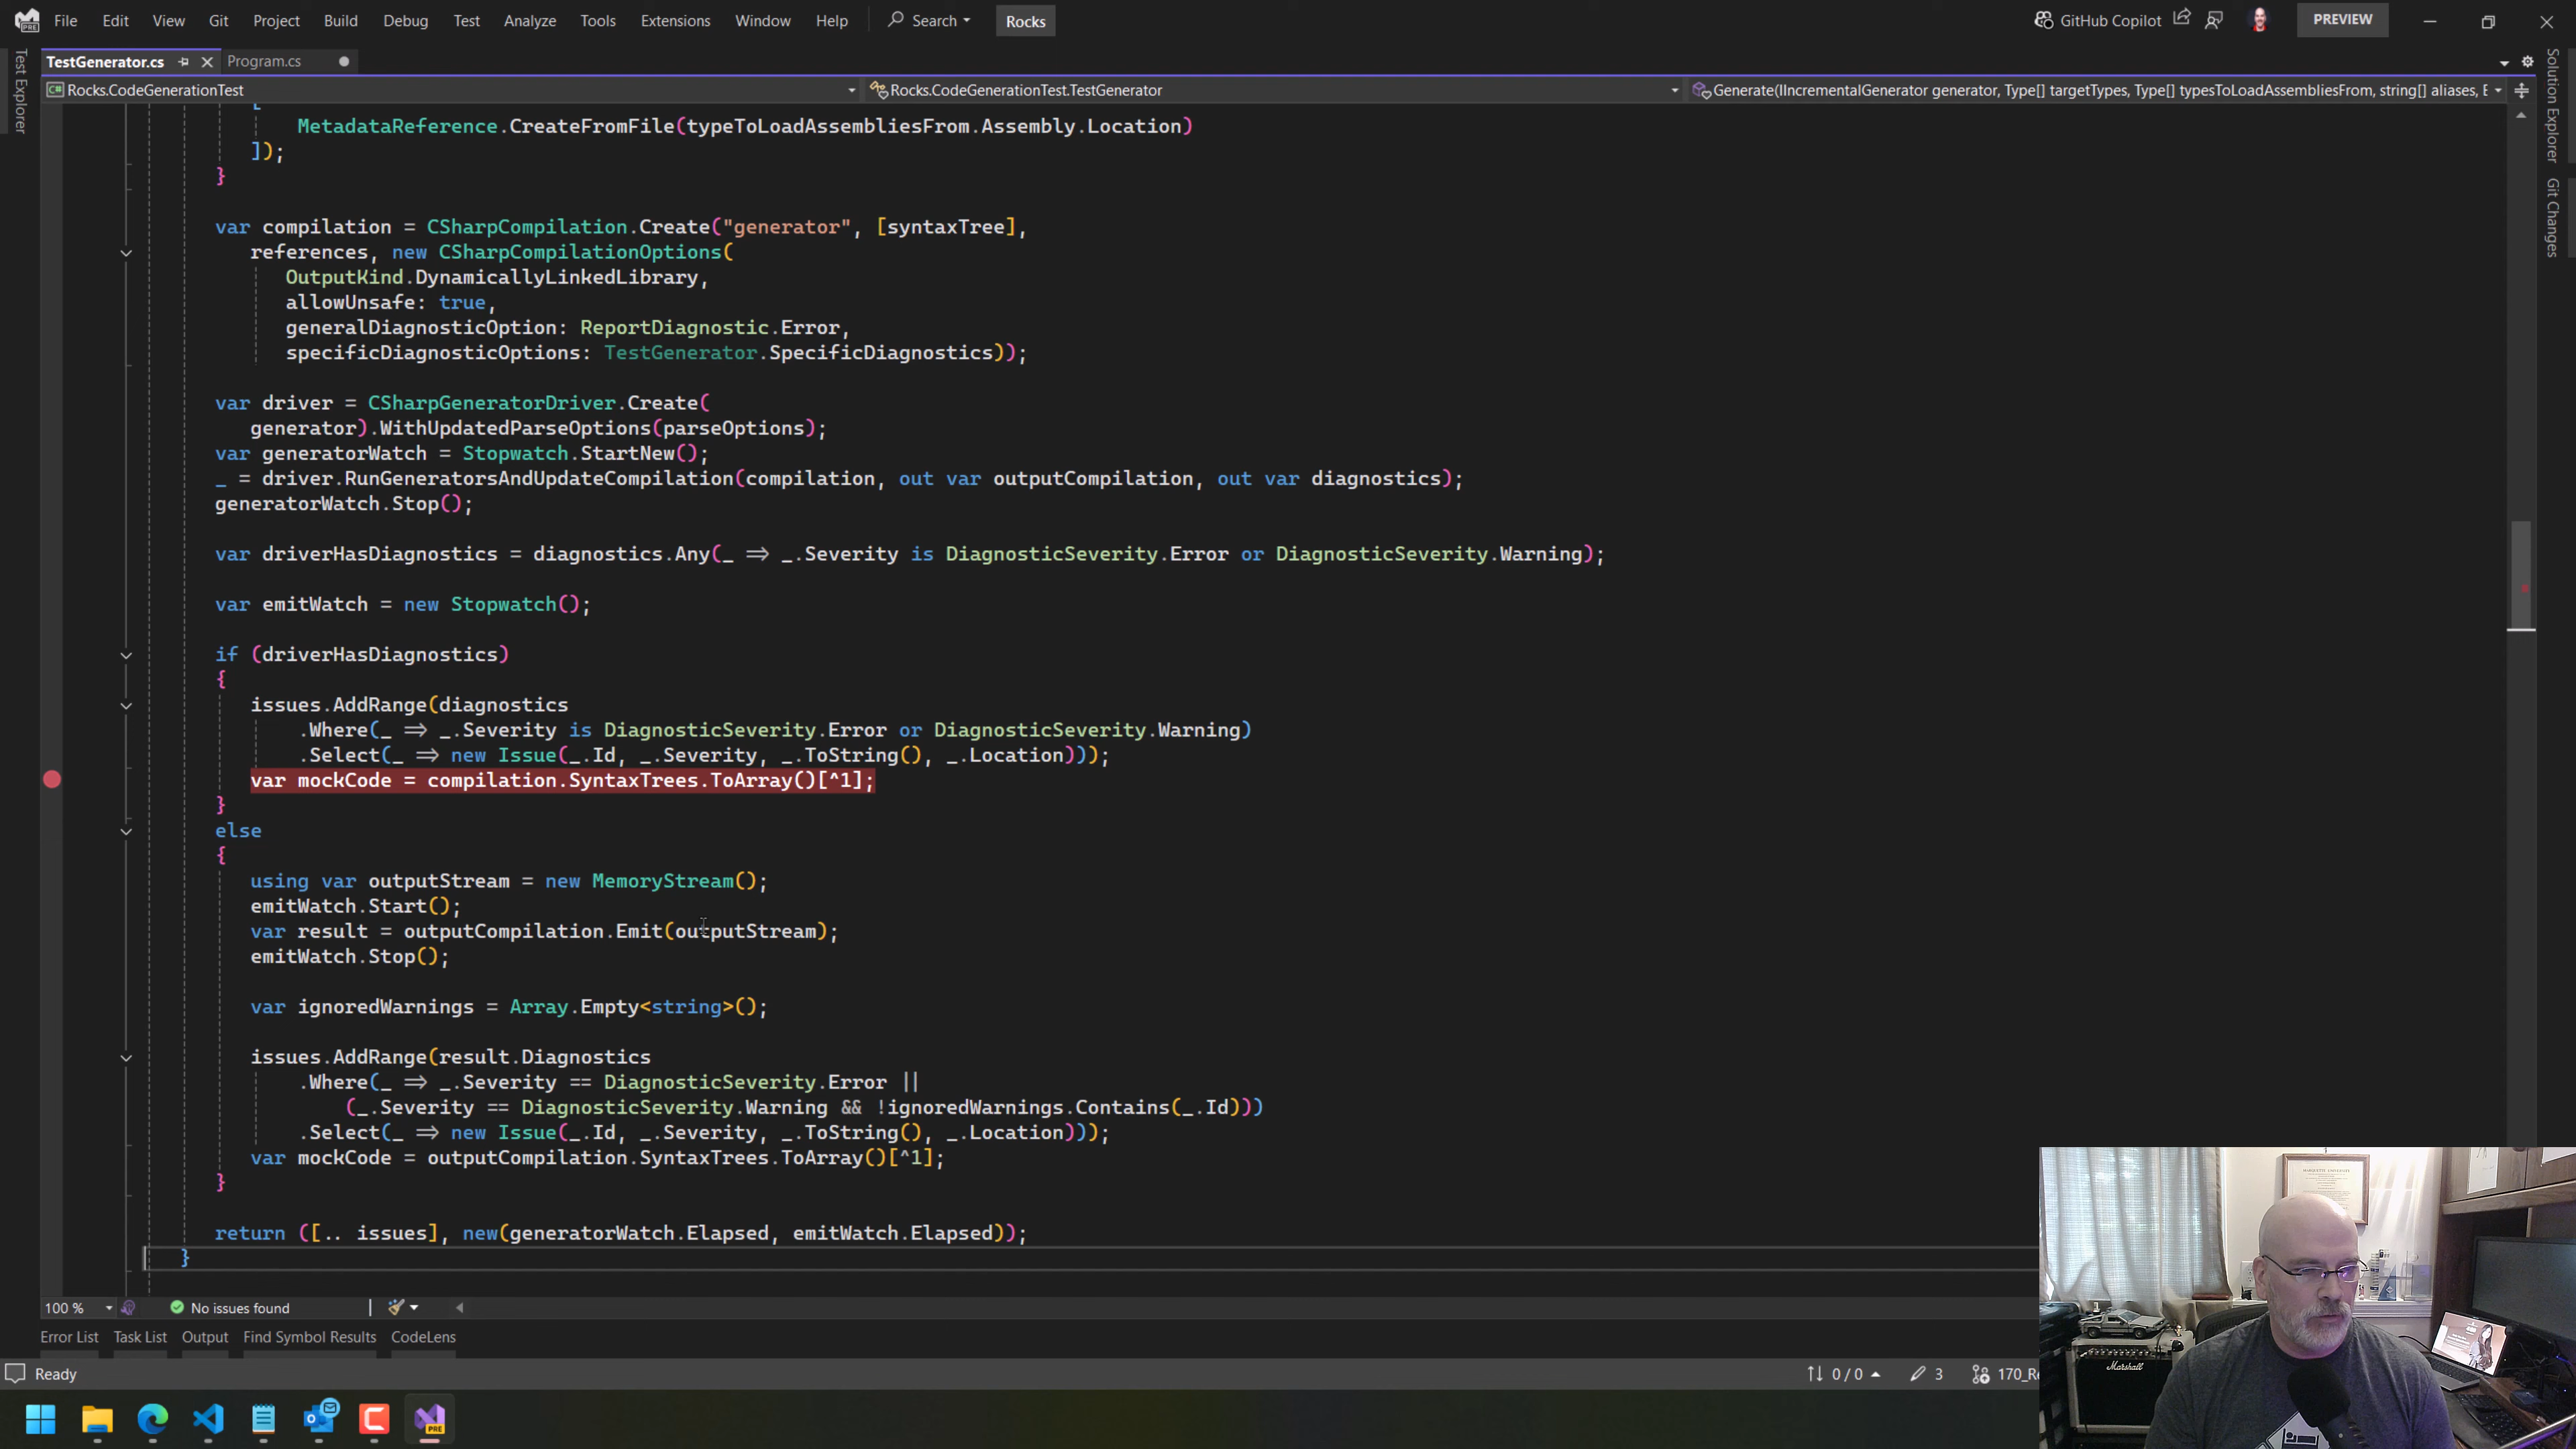 File Edit View Git Project Build Debug Test Analyze Tools Extensions Window Help Search Rocks GitHub Copilot PREVIEW
TestGenerator.cs Program.cs
Rocks.CodeGenerationTest Rocks.CodeGenerationTest.TestGenerator Generate(IIncrementalGenerator generator, Type[] targetTypes, Type[] typesToLoadAssembliesFrom, string[] aliases, E
Test Explorer
Solution Explorer
Git Changes
[
MetadataReference.CreateFromFile(typeToLoadAssembliesFrom.Assembly.Location)
]);
}
var compilation = CSharpCompilation.Create("generator", [syntaxTree],
references, new CSharpCompilationOptions(
OutputKind.DynamicallyLinkedLibrary,
allowUnsafe: true,
generalDiagnosticOption: ReportDiagnostic.Error,
specificDiagnosticOptions: TestGenerator.SpecificDiagnostics));
var driver = CSharpGeneratorDriver.Create(
generator).WithUpdatedParseOptions(parseOptions);
var generatorWatch = Stopwatch.StartNew();
_ = driver.RunGeneratorsAndUpdateCompilation(compilation, out var outputCompilation, out var diagnostics);
generatorWatch.Stop();
var driverHasDiagnostics = diagnostics.Any(_ => _.Severity is DiagnosticSeverity.Error or DiagnosticSeverity.Warning);
var emitWatch = new Stopwatch();
if (driverHasDiagnostics)
{
issues.AddRange(diagnostics
.Where(_ => _.Severity is DiagnosticSeverity.Error or DiagnosticSeverity.Warning)
.Select(_ => new Issue(_.Id, _.Severity, _.ToString(), _.Location)));
var mockCode = compilation.SyntaxTrees.ToArray()[^1];
}
else
{
using var outputStream = new MemoryStream();
emitWatch.Start();
var result = outputCompilation.Emit(outputStream);
emitWatch.Stop();
var ignoredWarnings = Array.Empty<string>();
issues.AddRange(result.Diagnostics
.Where(_ => _.Severity == DiagnosticSeverity.Error ||
(_.Severity == DiagnosticSeverity.Warning && !ignoredWarnings.Contains(_.Id)))
.Select(_ => new Issue(_.Id, _.Severity, _.ToString(), _.Location)));
var mockCode = outputCompilation.SyntaxTrees.ToArray()[^1];
}
return ([.. issues], new(generatorWatch.Elapsed, emitWatch.Elapsed));
}
100 % No issues found
Error List Task List Output Find Symbol Results CodeLens
Ready 0 / 0 3 170_Re
Marshall
PRE